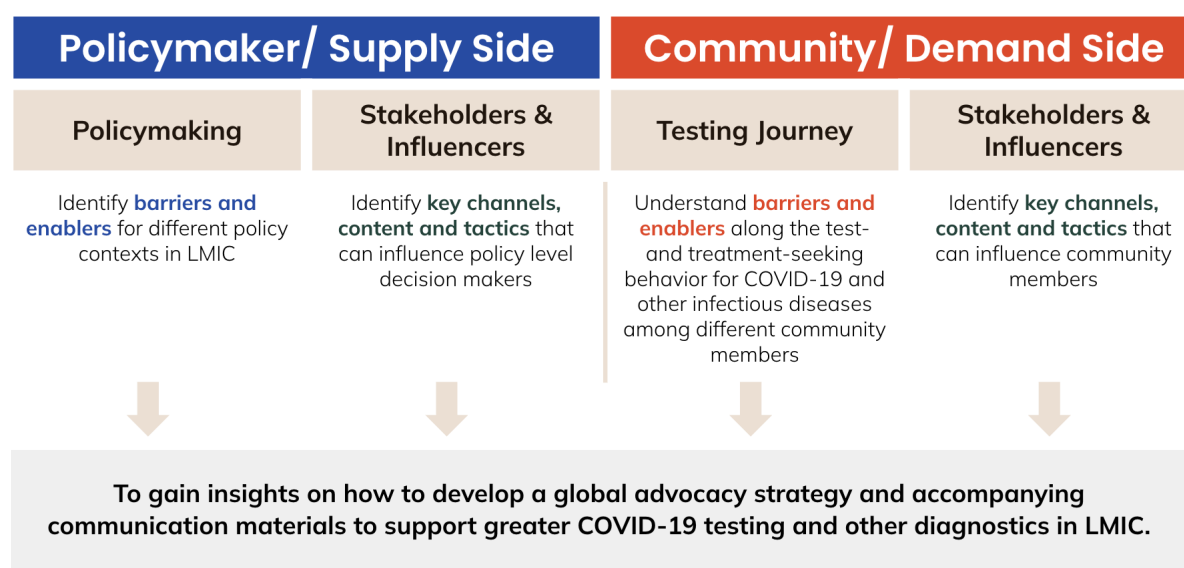 Policymaker/ Supply Side
Community/ Demand Side
Policymaking
Stakeholders &
Influencers
Testing Journey
Stakeholders &
Influencers
Identify barriers and
enablers for different policy
contexts in LMIC
Identify key channels,
content and tactics that
can influence policy level
decision makers
Understand barriers and
enablers along the test-
and treatment-seeking
behavior for COVID-19 and
other infectious diseases
among different community
members
Identify key channels,
content and tactics that
can influence community
members
To gain insights on how to develop a global advocacy strategy and accompanying
communication materials to support greater COVID-19 testing and other diagnostics in LMIC.